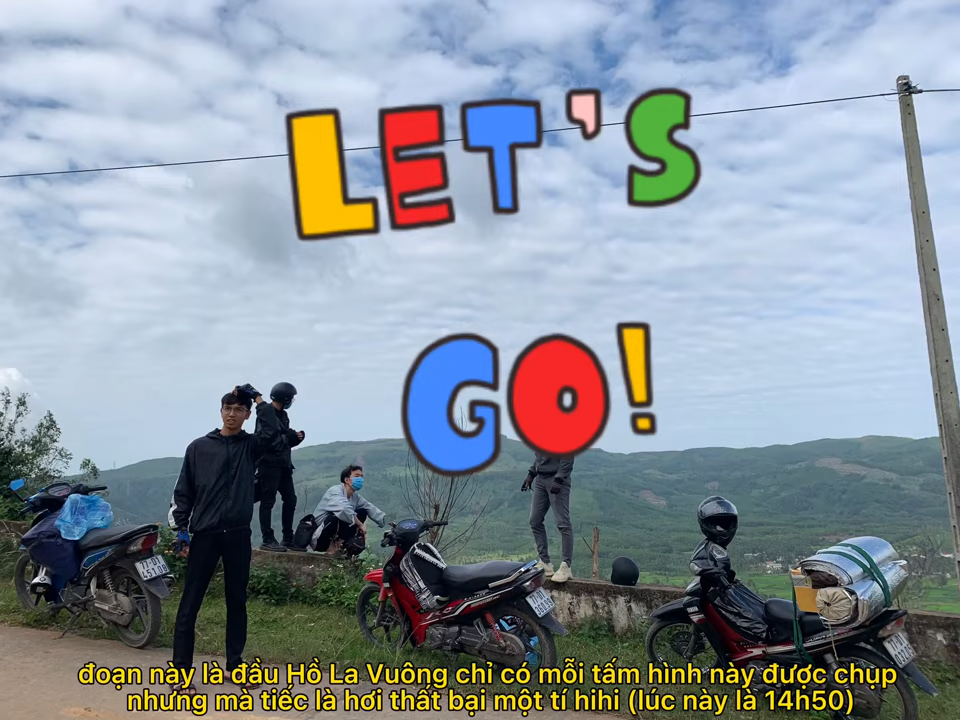 LET'S
GO!
đoạn này là đầu Hồ La Vuông chỉ có mỗi tấm hình này được chụp
nhưng mà tiếc là hơi thất bại một tí hihi (lúc này là 14h50)